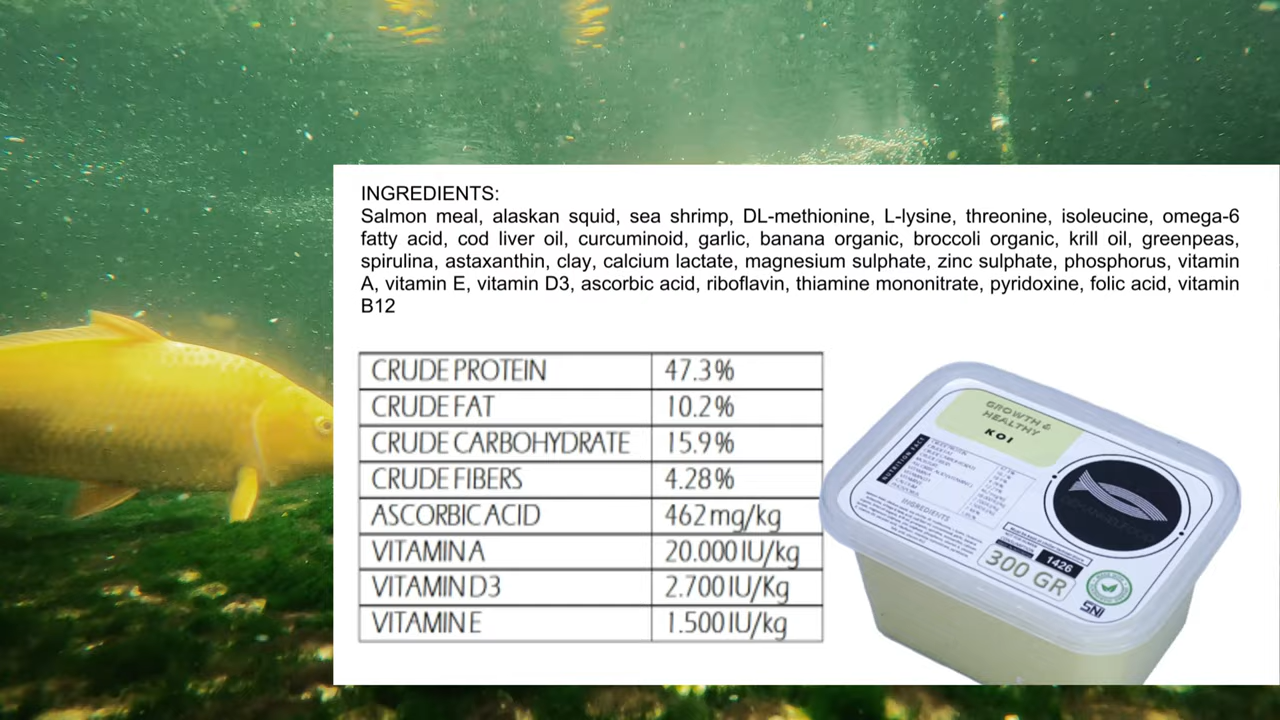 INGREDIENTS:
Salmon meal, alaskan squid, sea shrimp, DL-methionine, L-lysine, threonine, isoleucine, omega-6
fatty acid, cod liver oil, curcuminoid, garlic, banana organic, broccoli organic, krill oil, greenpeas,
spirulina, astaxanthin, clay, calcium lactate, magnesium sulphate, zinc sulphate, phosphorus, vitamin
A, vitamin E, vitamin D3, ascorbic acid, riboflavin, thiamine mononitrate, pyridoxine, folic acid, vitamin
B12
CRUDE PROTEIN 47.3%
CRUDE FAT 10.2%
CRUDE CARBOHYDRATE 15.9%
CRUDE FIBERS 4.28%
ASCORBIC ACID 462 mg/kg
VITAMIN A 20.000 IU/kg
VITAMIN D3 2.700 IU/Kg
VITAMIN E 1.500 IU/kg
GROWTH &
HEALTHY
KOI
NUTRITION FACT
INGREDIENTS
1426
300 GR
SNI